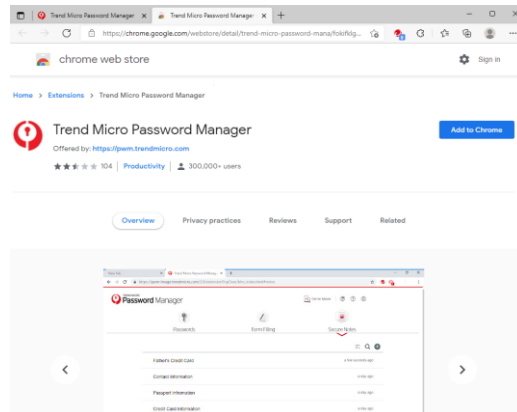 Trend Micro Password Manager
Trend Micro Password Manager
https://chrome.google.com/webstore/detail/trend-micro-password-mana/fokifklg...
chrome web store
Sign in
Home > Extensions > Trend Micro Password Manager
Trend Micro Password Manager
Offered by: https://pwm.trendmicro.com
104 | Productivity | 300,000+ users
Add to Chrome
Overview Privacy practices Reviews Support Related
Password Manager
Passwords Form Filling Secure Notes
Father's Credit Card a few seconds ago
Contact Information
Passport Information
Credit Card Information